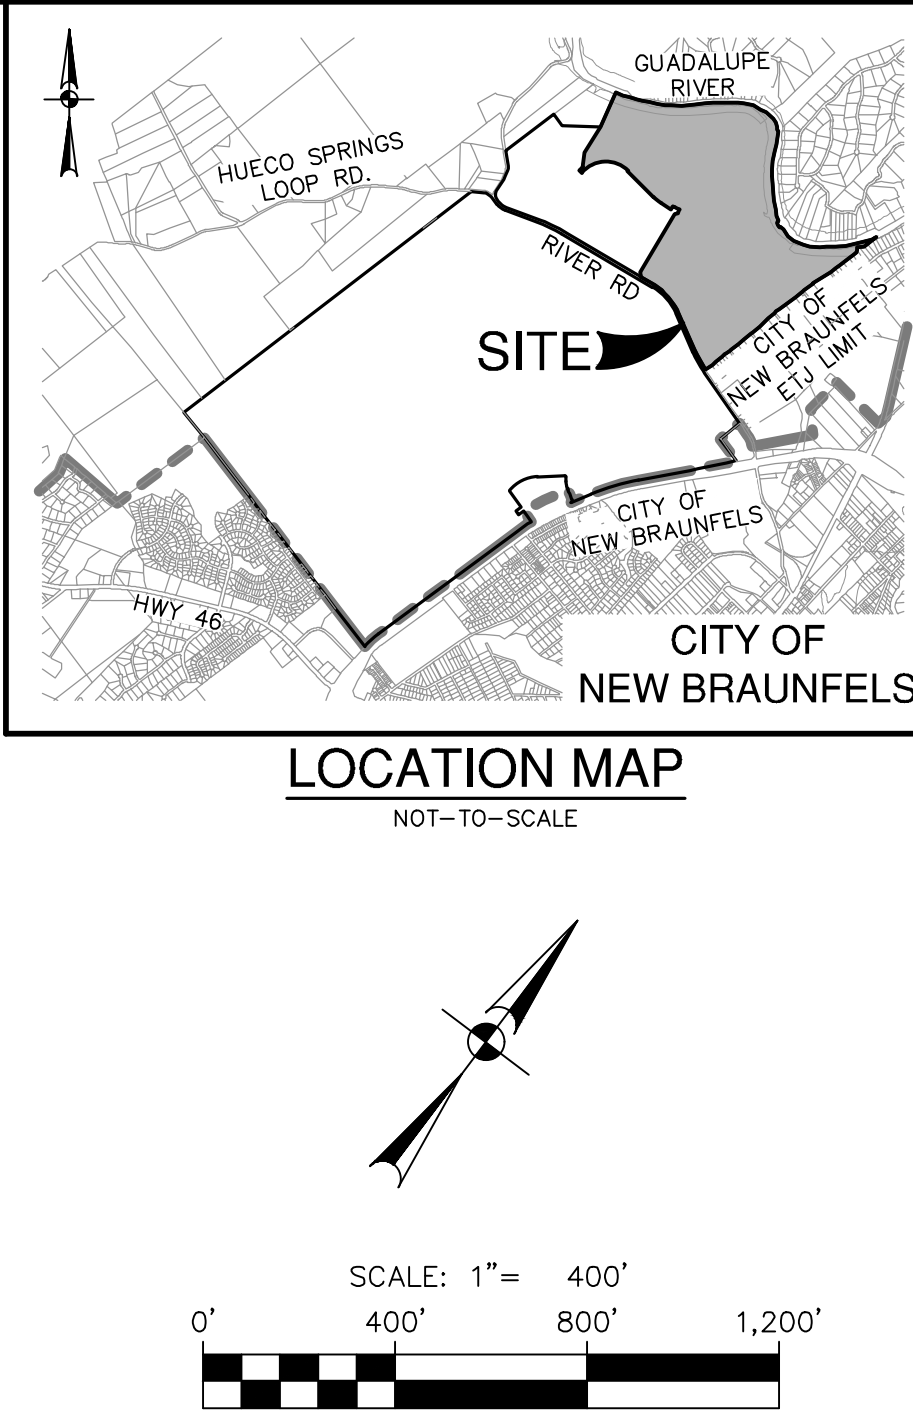 GUADALUPE
RIVER
HUECO SPRINGS
LOOP RD.
RIVER RD
SITE
CITY OF
NEW BRAUNFELS
ETJ LIMIT
CITY OF
NEW BRAUNFELS
HWY 46
CITY OF
NEW BRAUNFELS
LOCATION MAP
NOT-TO-SCALE
SCALE: 1"= 400'
0' 400' 800' 1,200'